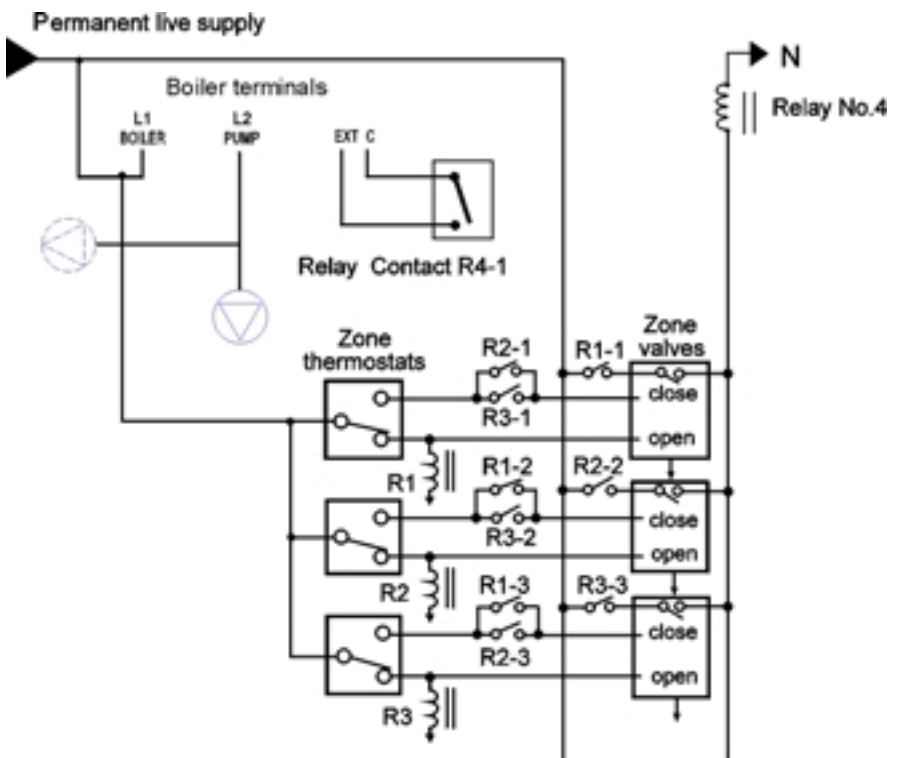 Permanent live supply
N
Boiler terminals
Relay No.4
L1
BOILER
L2
PUMP
EXT C
Relay Contact R4-1
Zone
thermostats
R2-1
R3-1
R1-1
Zone
valves
close
open
R1
R1-2
R3-2
R2-2
close
open
R2
R1-3
R2-3
R3-3
close
open
R3